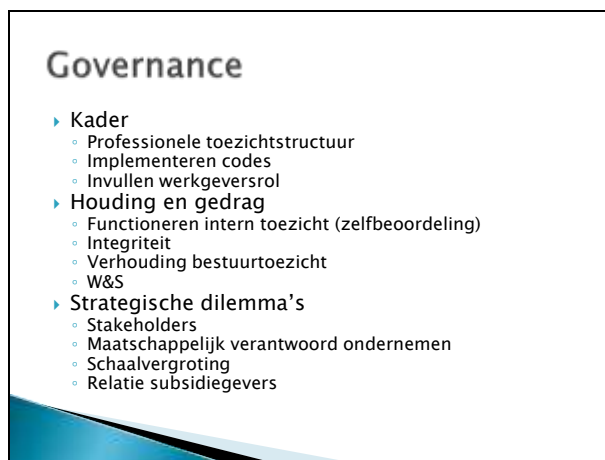 Governance
Kader
Professionele toezichtstructuur
Implementeren codes
Invullen werkgeversrol
Houding en gedrag
Functioneren intern toezicht (zelfbeoordeling)
Integriteit
Verhouding bestuurtoezicht
W&S
Strategische dilemma's
Stakeholders
Maatschappelijk verantwoord ondernemen
Schaalvergroting
Relatie subsidiegevers